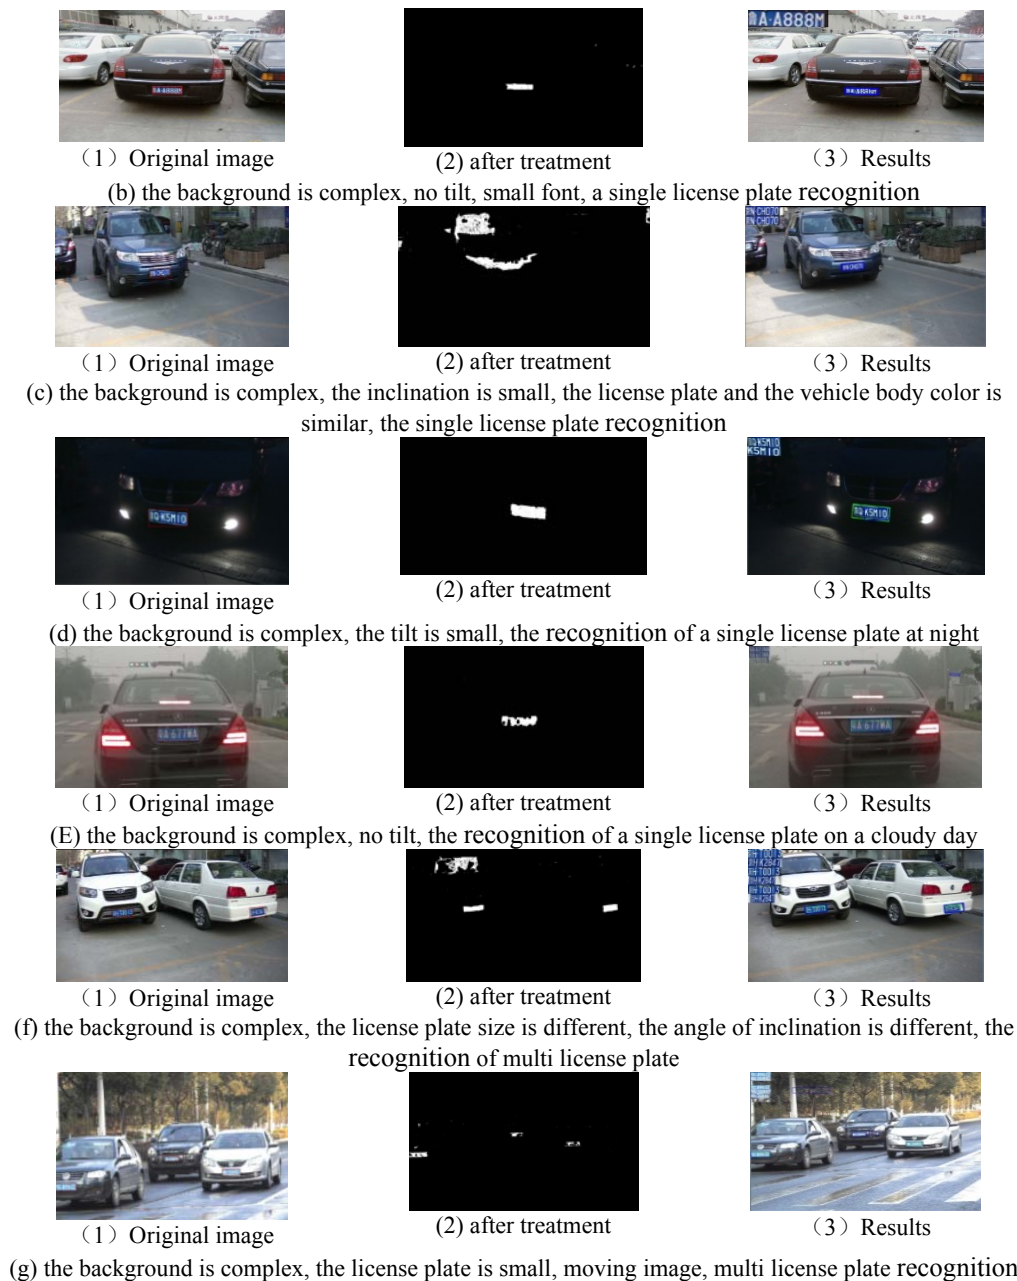 A·A888M
（1）Original image
(2) after treatment
（3）Results
(b) the background is complex, no tilt, small font, a single license plate recognition
N·CH070
（1）Original image
(2) after treatment
（3）Results
(c) the background is complex, the inclination is small, the license plate and the vehicle body color is
similar, the single license plate recognition
Q·K5M10
K5M10
Q·K5M10
（1）Original image
(2) after treatment
（3）Results
(d) the background is complex, the tilt is small, the recognition of a single license plate at night
A·677WA
A·677WA
（1）Original image
(2) after treatment
（3）Results
(E) the background is complex, no tilt, the recognition of a single license plate on a cloudy day
（1）Original image
(2) after treatment
（3）Results
(f) the background is complex, the license plate size is different, the angle of inclination is different, the
recognition of multi license plate
（1）Original image
(2) after treatment
（3）Results
(g) the background is complex, the license plate is small, moving image, multi license plate recognition